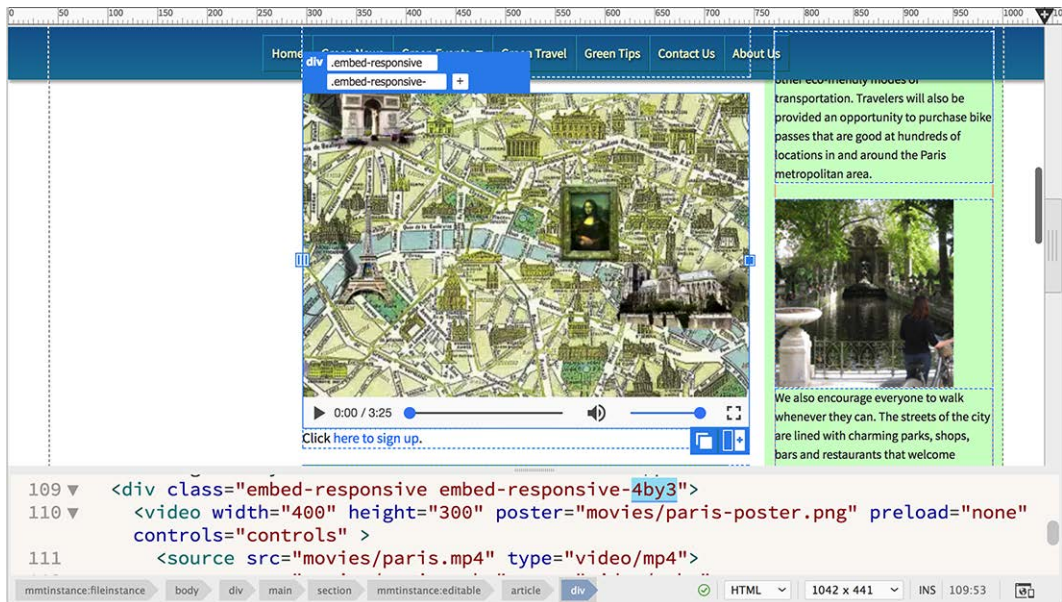 0 50 100 150 200 250 300 350 400 450 500 550 600 650 700 750 800 850 900 950 1000
Home Green News Green Events Green Travel Green Tips Contact Us About Us
div .embed-responsive
.embed-responsive- +
other eco-friendly modes of
transportation. Travelers will also be
provided an opportunity to purchase bike
passes that are good at hundreds of
locations in and around the Paris
metropolitan area.
0:00 / 3:25
Click here to sign up.
We also encourage everyone to walk
whenever they can. The streets of the city
are lined with charming parks, shops,
bars and restaurants that welcome
109 <div class="embed-responsive embed-responsive-4by3">
110 <video width="400" height="300" poster="movies/paris-poster.png" preload="none"
controls="controls" >
111 <source src="movies/paris.mp4" type="video/mp4">
mmtinstance:fileinstance body div main section mmtinstance:editable article div HTML 1042 x 441 INS 109:53